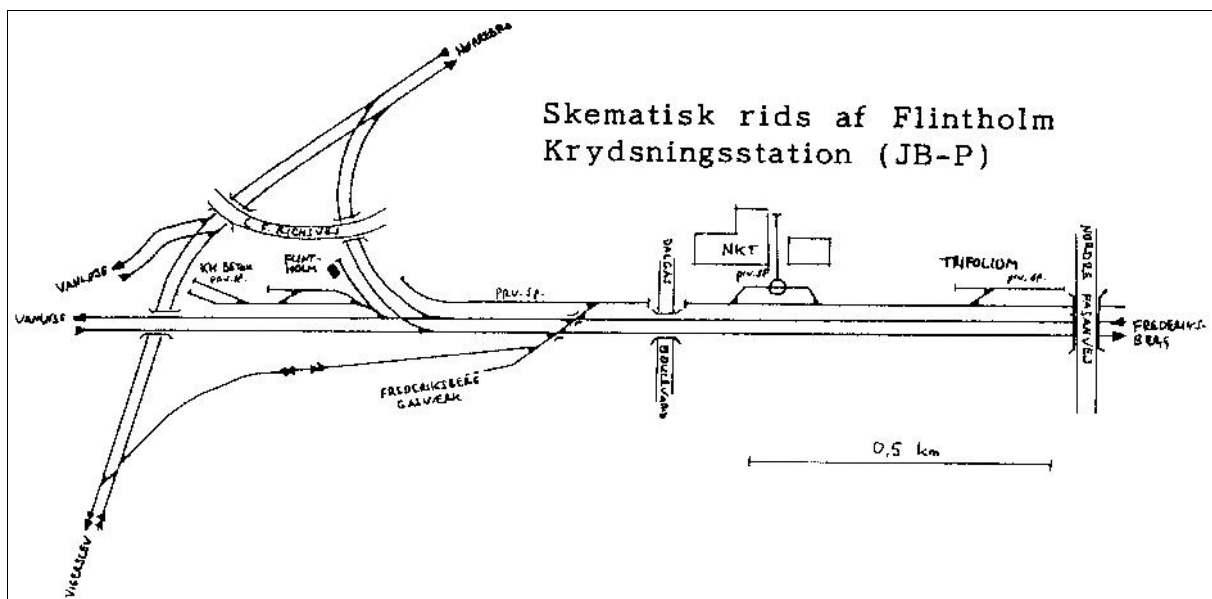 NØRREBRO
Skematisk rids af Flintholm
Krydsningsstation (JB-P)
F. RICHSVEJ
VANLØSE
KH BETON
PRV. SP.
FLINT-
HOLM
PRV. SP.
DALGAS
BOULEVARD
NKT
prv. sp
TRIFOLIUM
prv. sp.
NORDRE FASANVEJ
VANLØSE
FREDERIKS-
BERG
FREDERIKSBERG
GASVÆRK
0,5 km
VIGERSLEV